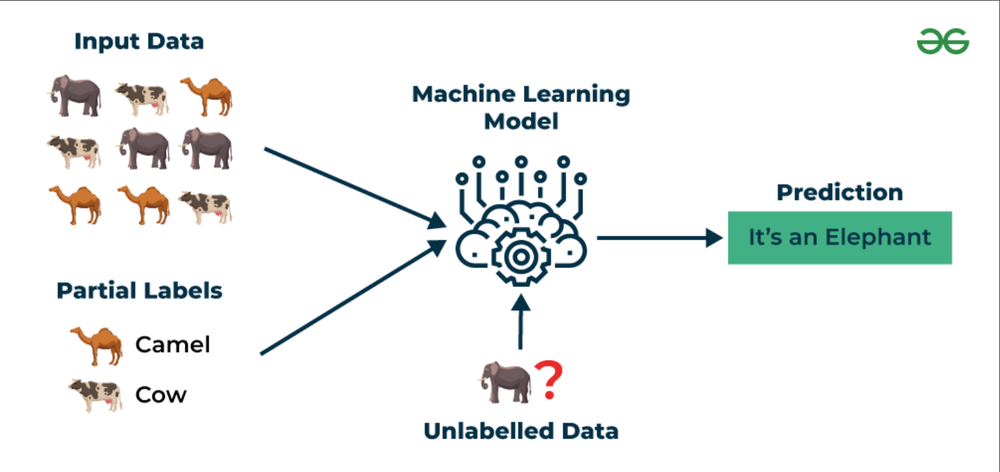 Input Data
Machine Learning
Model
Prediction
It's an Elephant
Partial Labels
Camel
Cow
?
Unlabelled Data